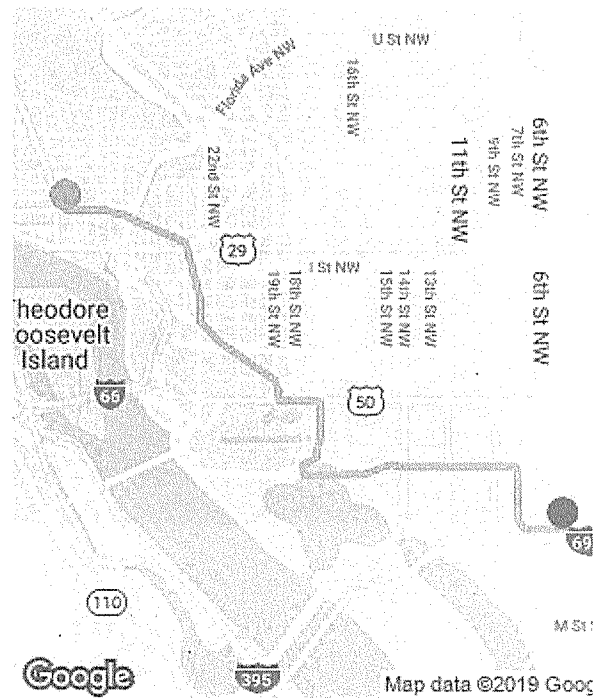 U St NW
Florida Ave NW
16th St NW
6th St NW
7th St NW
9th St NW
11th St NW
22nd St NW
29
I St NW
19th St NW
18th St NW
15th St NW
14th St NW
13th St NW
6th St NW
Theodore
oosevelt
Island
66
50
69
110
M St
395
Google
Map data ©2019 Goog